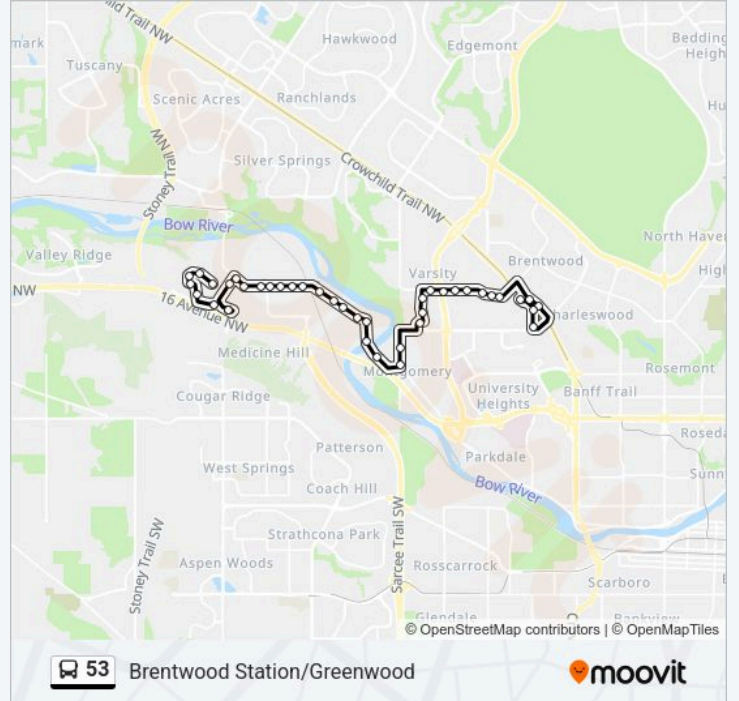 ild Trail NW
Hawkwood
Edgemont
Bedding
Heigh
mark
Tuscany
Scenic Acres
Ranchlands
Hu
Stoney Trail NW
Silver Springs
Crowchild Trail NW
Bow River
Valley Ridge
North Haven
Brentwood
Varsity
High
NW
16 Avenue NW
harleswood
Medicine Hill
Montgomery
Rosemont
Cougar Ridge
University
Heights
Banff Trail
Roseda
Patterson
West Springs
Parkdale
Sunn
Coach Hill
Bow River
Strathcona Park
Stoney Trail SW
Sarcee Trail SW
Aspen Woods
Rosscarrock
Scarboro
Glendale
Bankview
© OpenStreetMap contributors | © OpenMapTiles
53 Brentwood Station/Greenwood
moovit